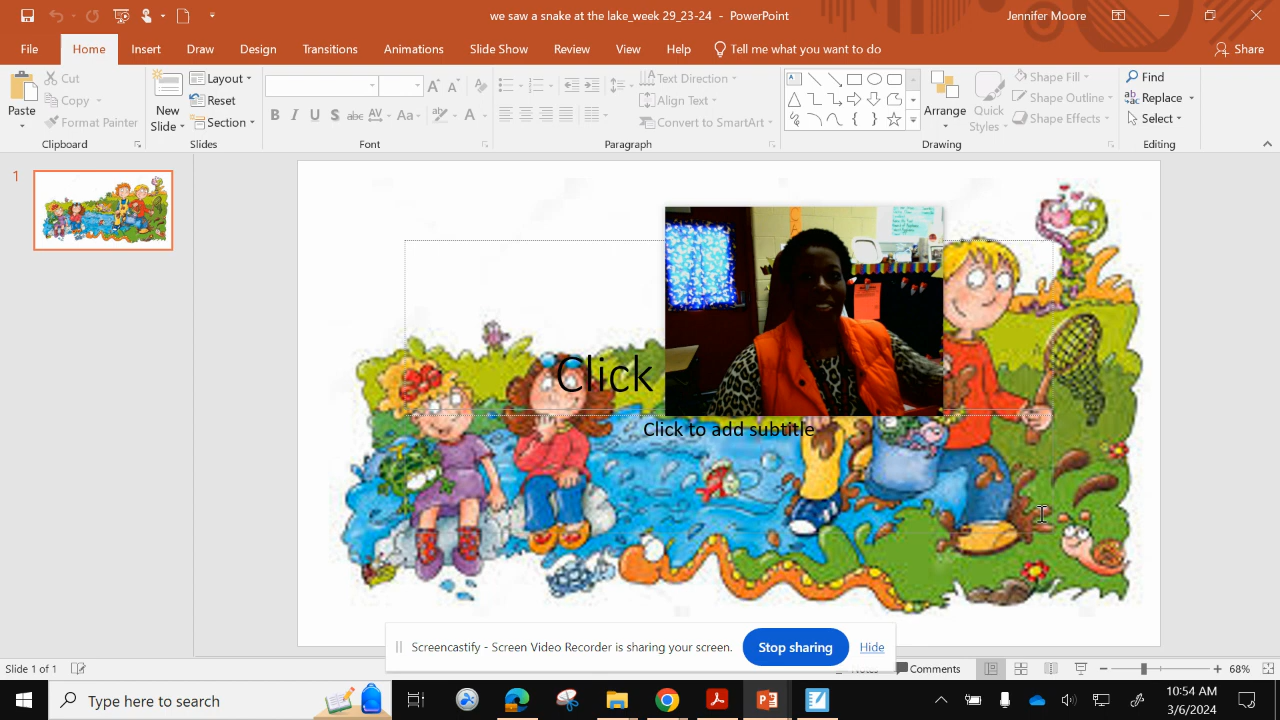 we saw a snake at the lake_week 29_23-24 - PowerPoint
Jennifer Moore
File Home Insert Draw Design Transitions Animations Slide Show Review View Help Tell me what you want to do Share
Cut
Copy
Format Painter
Paste
Clipboard
New Slide
Layout
Reset
Section
Slides
B I U S abc AV Aa A
Font
Text Direction
Align Text
Convert to SmartArt
Paragraph
Arrange
Quick Styles
Shape Fill
Shape Outline
Shape Effects
Drawing
Find
Replace
Select
Editing
1
Click
Click to add subtitle
Screencastify - Screen Video Recorder is sharing your screen.
Stop sharing
Hide
Slide 1 of 1
Comments
68%
Type here to search
10:54 AM
3/6/2024